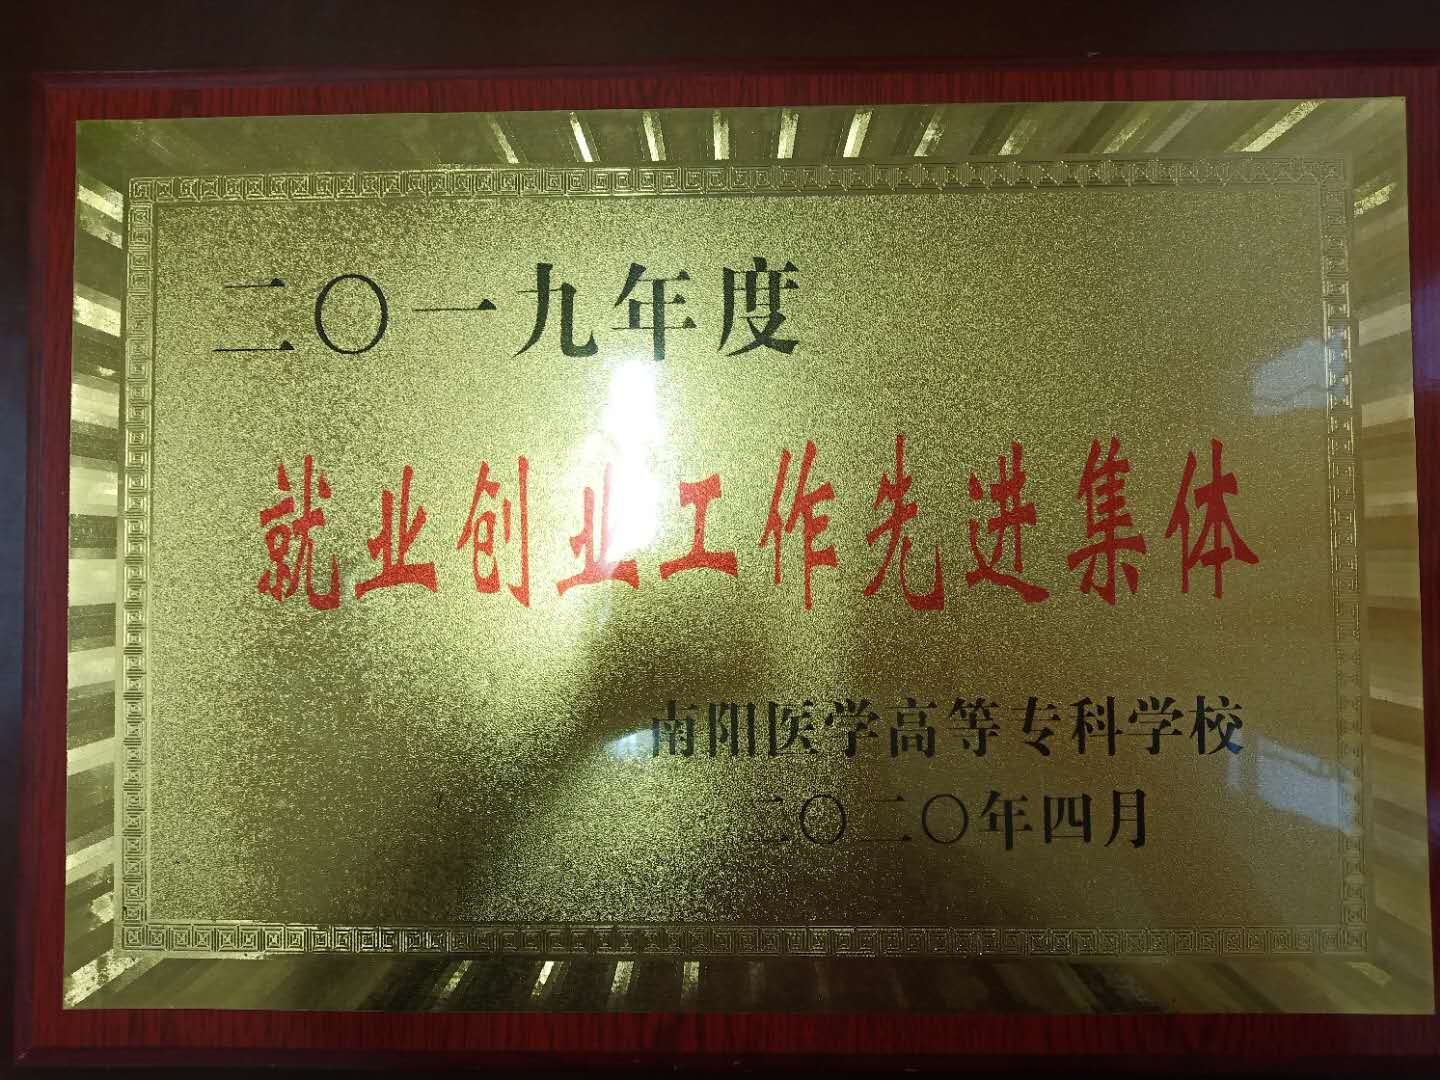 二〇一九年度
就业创业工作先进集体
南阳医学高等专科学校
二〇二〇年四月